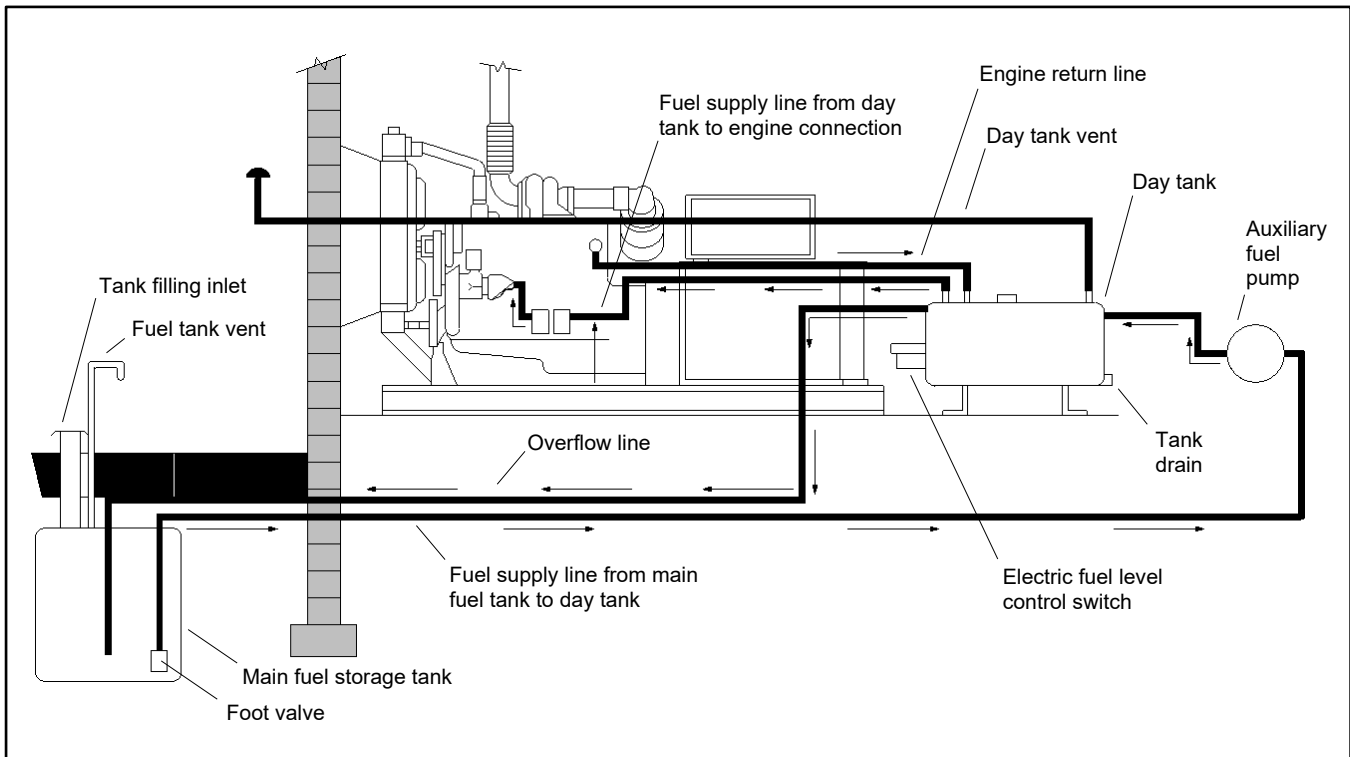 Engine return line
Fuel supply line from day
tank to engine connection
Day tank vent
Day tank
Auxiliary
fuel
pump
Tank filling inlet
Fuel tank vent
Overflow line
Tank
drain
Fuel supply line from main
fuel tank to day tank
Electric fuel level
control switch
Main fuel storage tank
Foot valve